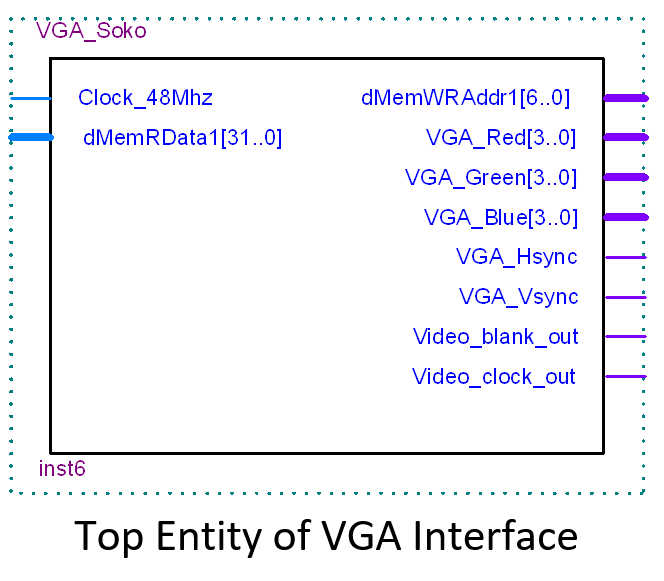 VGA_Soko
Clock_48Mhz
dMemRData1[31..0]
dMemWRAddr1[6..0]
VGA_Red[3..0]
VGA_Green[3..0]
VGA_Blue[3..0]
VGA_Hsync
VGA_Vsync
Video_blank_out
Video_clock_out
inst6
Top Entity of VGA Interface